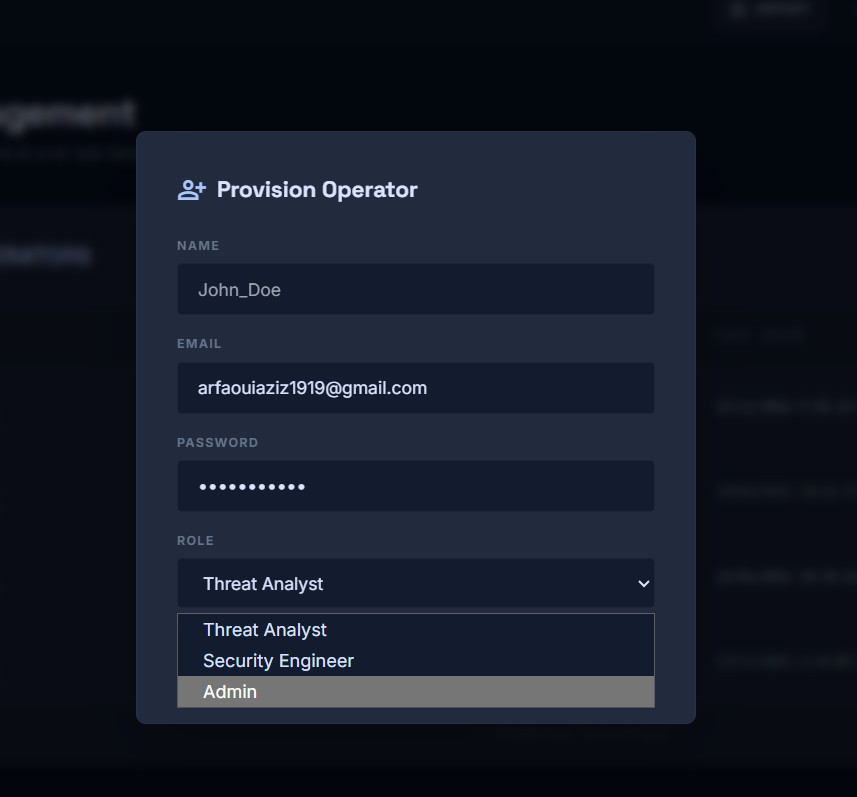 Provision Operator
NAME
John_Doe
EMAIL
arfaouiaziz1919@gmail.com
PASSWORD
•••••••••••
ROLE
Threat Analyst
Threat Analyst
Security Engineer
Admin